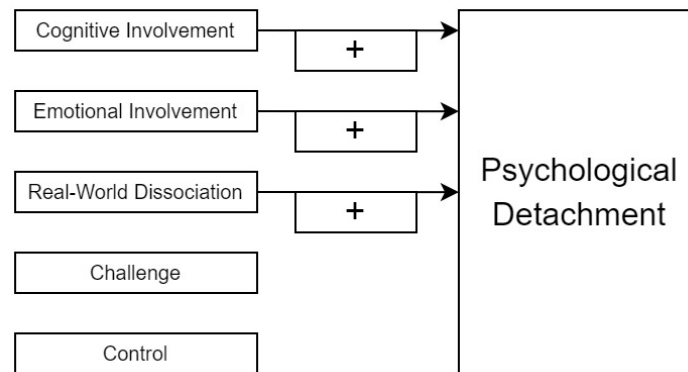 Cognitive Involvement
+
Emotional Involvement
+
Real-World Dissociation
+
Psychological
Detachment
Challenge
Control